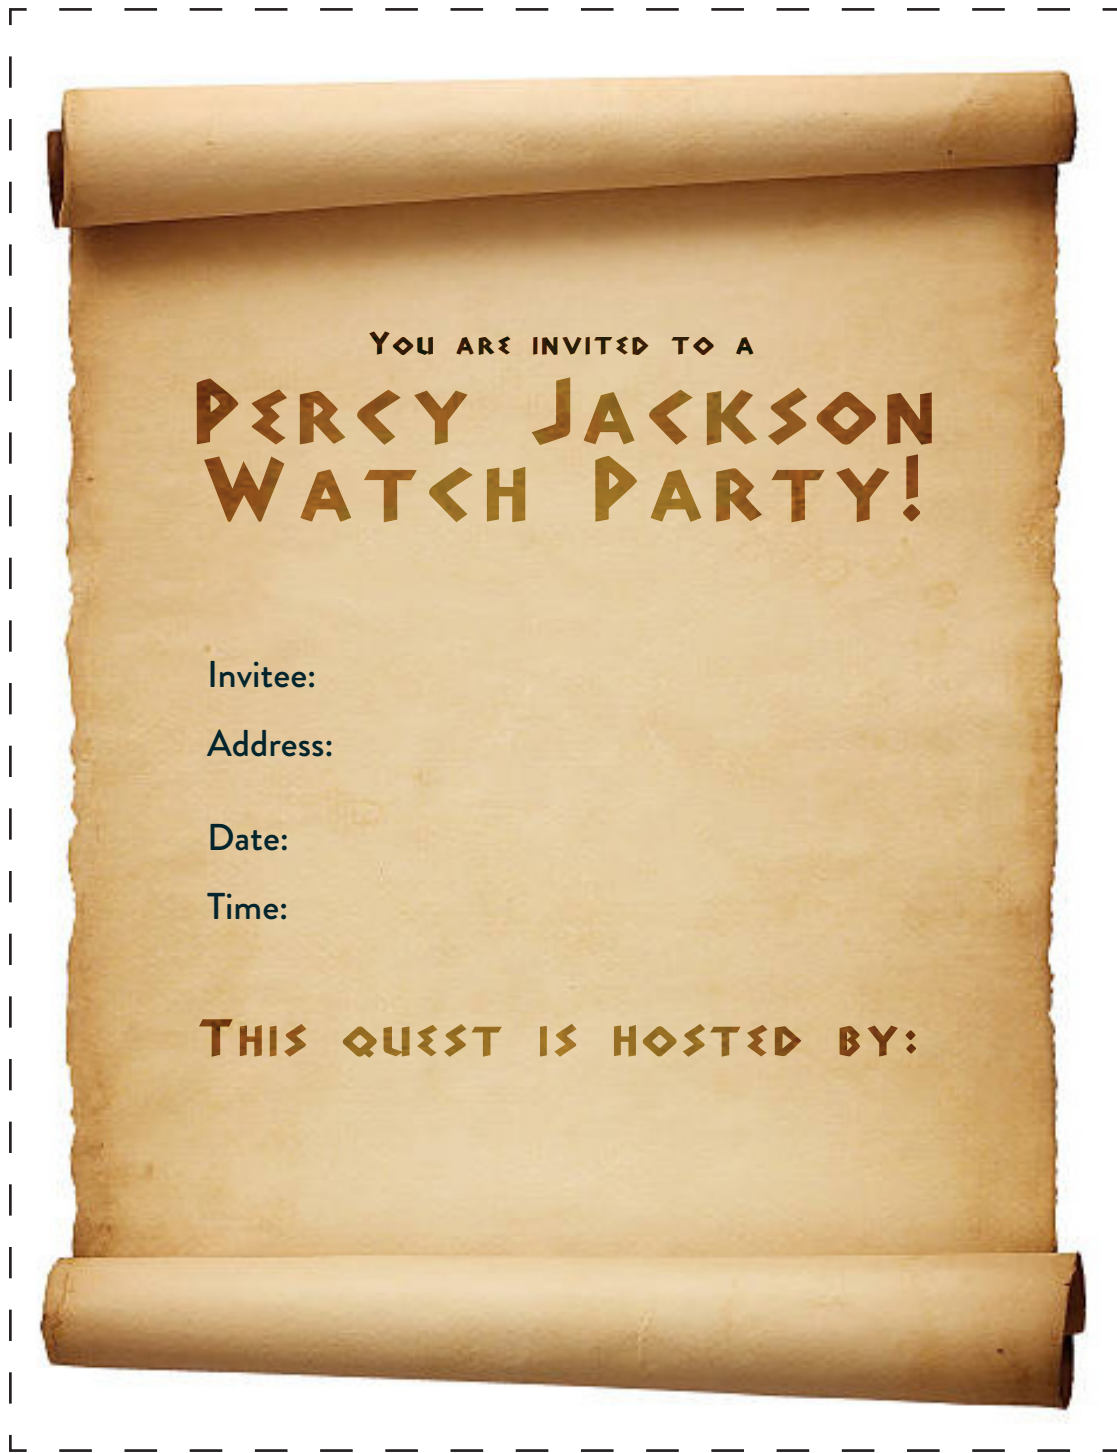 You are invited to a
Percy Jackson
Watch Party!
Invitee:
Address:
Date:
Time:
This quest is hosted by: